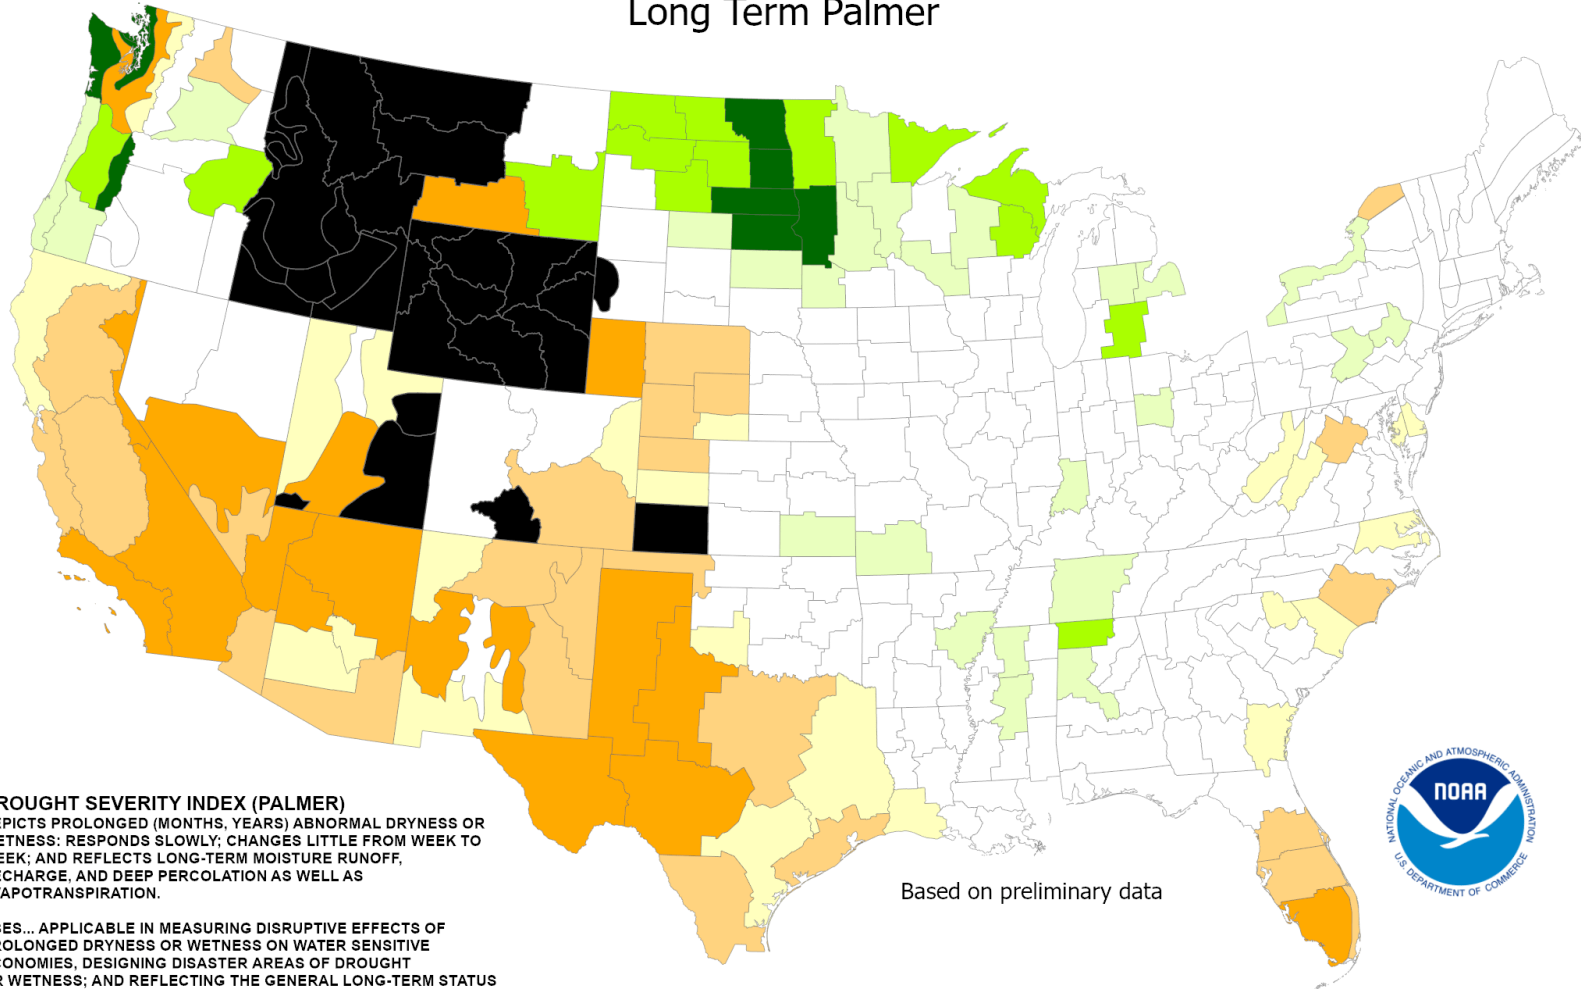 Long Term Palmer
ROUGHT SEVERITY INDEX (PALMER)
EPICTS PROLONGED (MONTHS, YEARS) ABNORMAL DRYNESS OR
ETNESS: RESPONDS SLOWLY; CHANGES LITTLE FROM WEEK TO
EEK; AND REFLECTS LONG-TERM MOISTURE RUNOFF,
ECHARGE, AND DEEP PERCOLATION AS WELL AS
VAPOTRANSPIRATION.
SES... APPLICABLE IN MEASURING DISRUPTIVE EFFECTS OF
ROLONGED DRYNESS OR WETNESS ON WATER SENSITIVE
CONOMIES, DESIGNING DISASTER AREAS OF DROUGHT
R WETNESS; AND REFLECTING THE GENERAL LONG-TERM STATUS
Based on preliminary data
NATIONAL OCEANIC AND ATMOSPHERIC ADMINISTRATION
NOAA
U.S. DEPARTMENT OF COMMERCE